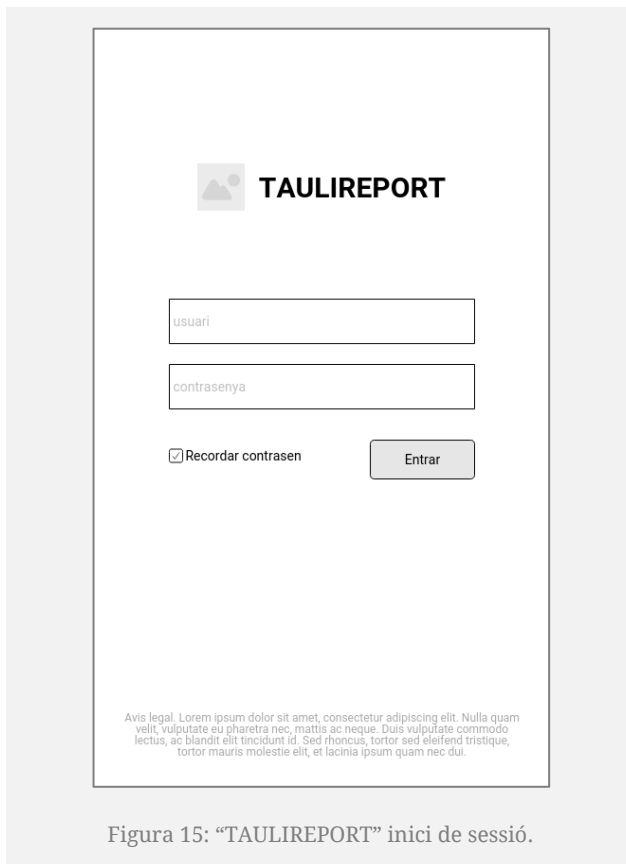 TAULIREPORT
usuari
contrasenya
Recordar contrasen
Entrar
Avis legal. Lorem ipsum dolor sit amet, consectetur adipiscing elit. Nulla quam
velit, vulputate eu pharetra nec, mattis ac neque. Duis vulputate commodo
lectus, ac blandit elit tincidunt id. Sed rhoncus, tortor sed eleifend tristique,
tortor mauris molestie elit, et lacinia ipsum quam nec dui.
Figura 15: “TAULIREPORT” inici de sessió.